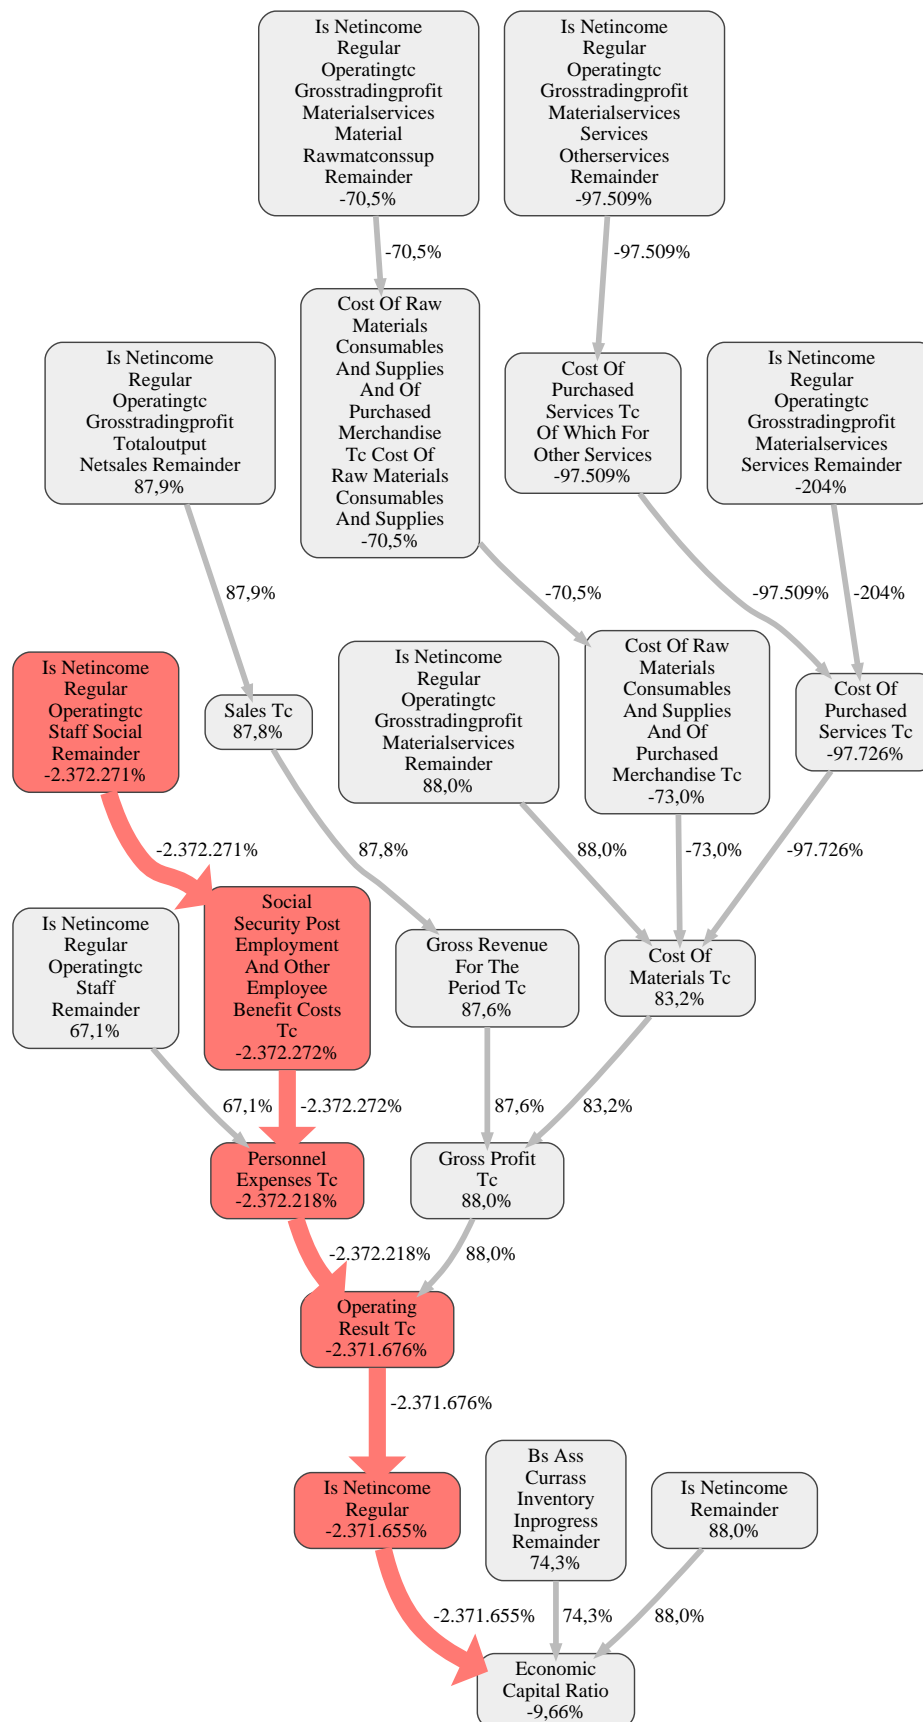 Is Netincome
Regular
Operatingtc
Grosstradingprofit
Materialservices
Material
Rawmatconssup
Remainder
-70,5%
Is Netincome
Regular
Operatingtc
Grosstradingprofit
Materialservices
Services
Otherservices
Remainder
-97.509%
-70,5%
-97.509%
Cost Of Raw
Materials
Consumables
And Supplies
And Of
Purchased
Merchandise
Tc Cost Of
Raw Materials
Consumables
And Supplies
-70,5%
Is Netincome
Regular
Operatingtc
Grosstradingprofit
Totaloutput
Netsales Remainder
87,9%
Cost Of
Purchased
Services Tc
Of Which For
Other Services
-97.509%
Is Netincome
Regular
Operatingtc
Grosstradingprofit
Materialservices
Services Remainder
-204%
87,9%
-70,5%
-97.509%
-204%
Is Netincome
Regular
Operatingtc
Staff Social
Remainder
-2.372.271%
Sales Tc
87,8%
Is Netincome
Regular
Operatingtc
Grosstradingprofit
Materialservices
Remainder
88,0%
Cost Of Raw
Materials
Consumables
And Supplies
And Of
Purchased
Merchandise Tc
-73,0%
Cost Of
Purchased
Services Tc
-97.726%
-2.372.271%
87,8%
88,0%
-73,0%
-97.726%
Is Netincome
Regular
Operatingtc
Staff
Remainder
67,1%
Social
Security Post
Employment
And Other
Employee
Benefit Costs
Tc
-2.372.272%
Gross Revenue
For The
Period Tc
87,6%
Cost Of
Materials Tc
83,2%
67,1%
-2.372.272%
87,6%
83,2%
Personnel
Expenses Tc
-2.372.218%
Gross Profit
Tc
88,0%
-2.372.218%
88,0%
Operating
Result Tc
-2.371.676%
-2.371.676%
Is Netincome
Regular
-2.371.655%
Bs Ass
Currass
Inventory
Inprogress
Remainder
74,3%
Is Netincome
Remainder
88,0%
-2.371.655%
74,3%
88,0%
Economic
Capital Ratio
-9,66%